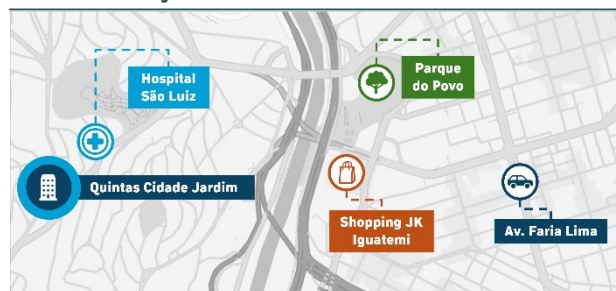 Hospital
São Luiz
Parque
do Povo
Quintas Cidade Jardim
Shopping JK
Iguatemi
Av. Faria Lima